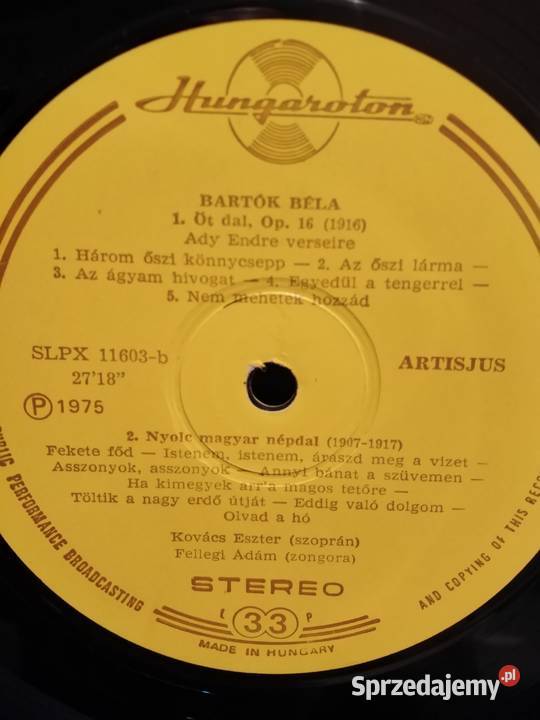 Hungaroton
BARTÓK BÉLA
1. Öt dal, Op. 16 (1916)
Ady Endre verseire
1. Három őszi könnycsepp — 2. Az őszi lárma —
3. Az ágyam hivogat — 4. Egyedül a tengerrel —
5. Nem mehetek hozzád
SLPX 11603-b
27'18"
ARTISJUS
P 1975
2. Nyolc magyar népdal (1907-1917)
Fekete főd — Istenem, istenem, áraszd meg a vizet —
Asszonyok, asszonyok — Annyi bánat a szüvemen —
Ha kimegyek arr'a magos tetőre —
Töltik a nagy erdő útját — Eddig való dolgom —
Olvad a hó
Kovács Eszter (szoprán)
Fellegi Ádám (zongora)
STEREO
L 33 P
MADE IN HUNGARY
PUBLIC PERFORMANCE BROADCASTING
AND COPYING OF THIS RECO
Sprzedajemy.pl